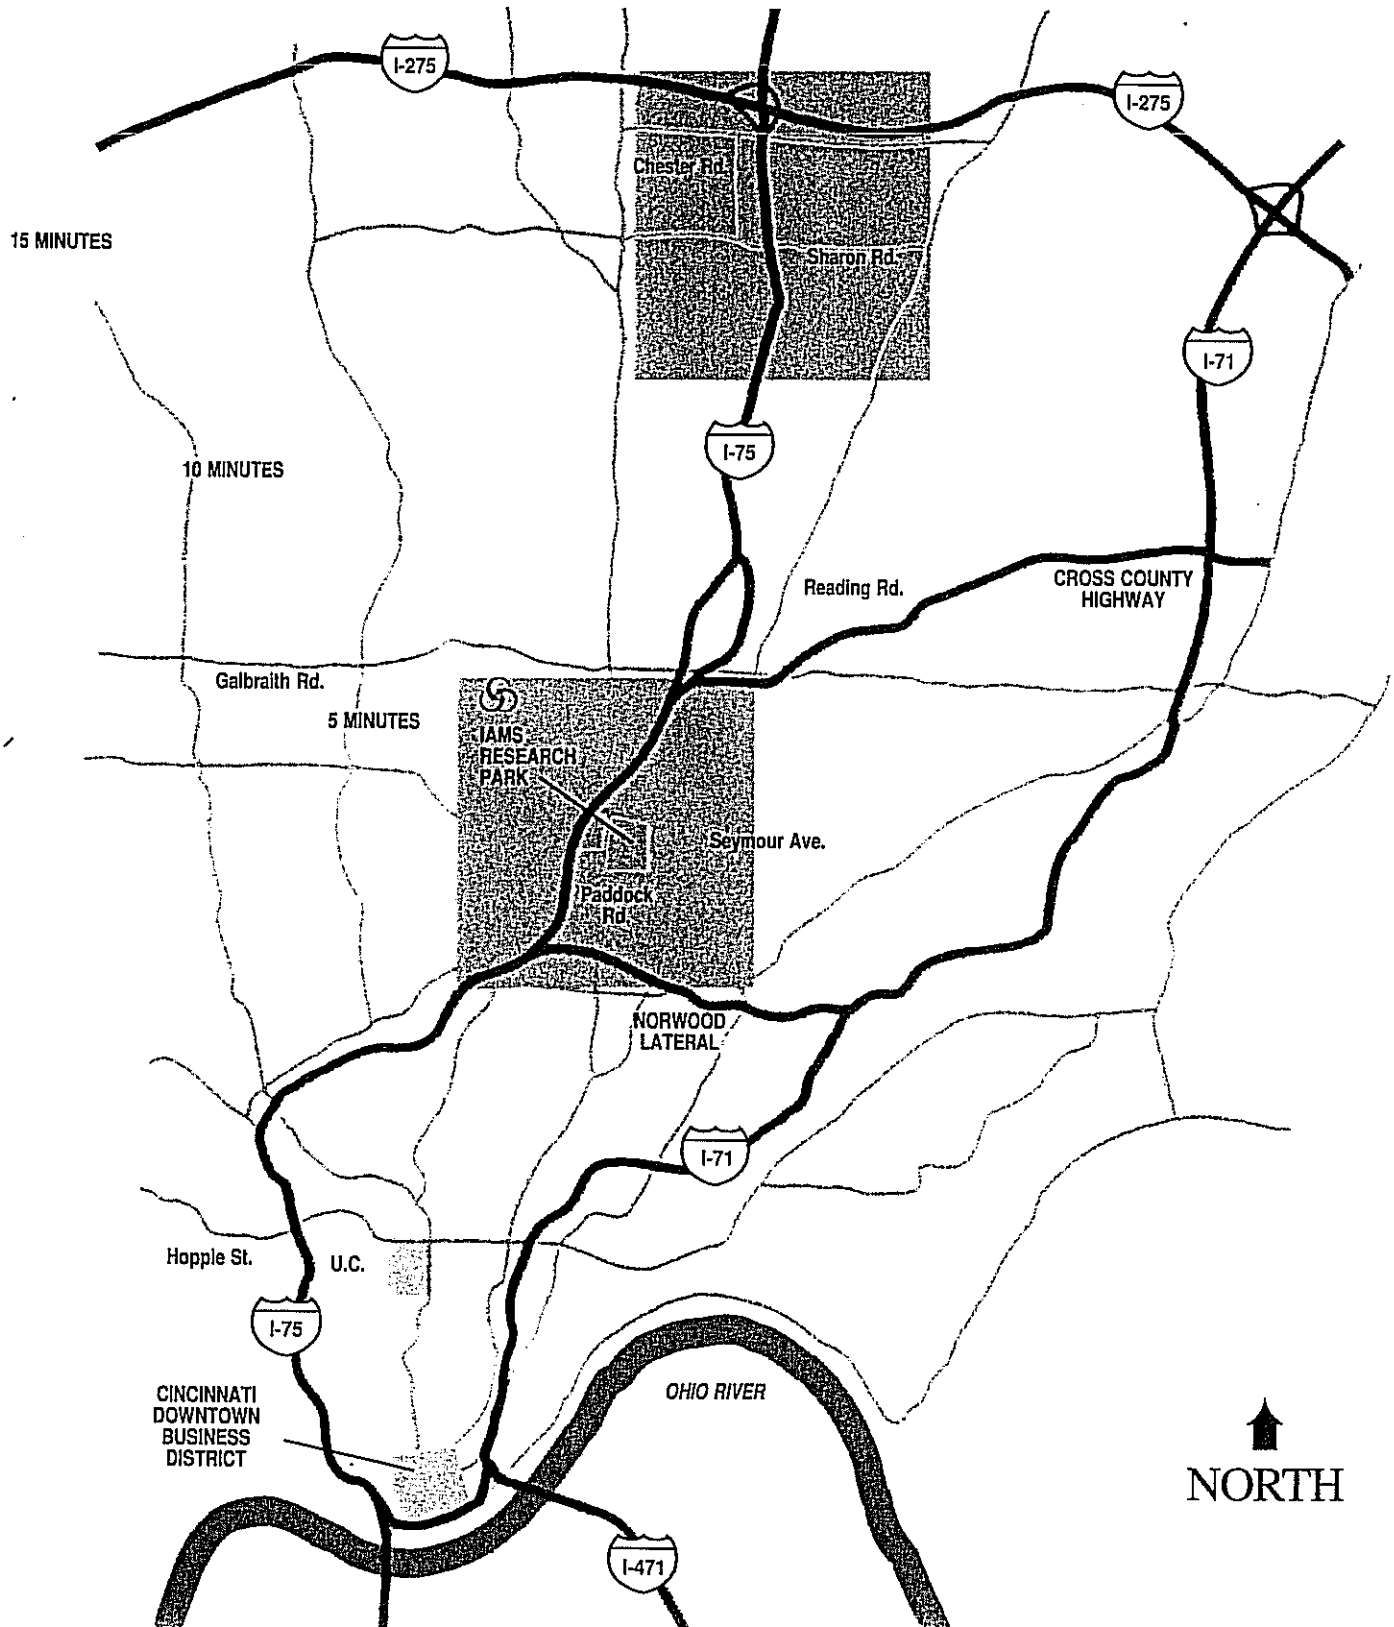 I-275
I-275
Chester Rd.
15 MINUTES
Sharon Rd.
I-71
I-75
10 MINUTES
Reading Rd.
CROSS COUNTY
HIGHWAY
Galbraith Rd.
5 MINUTES
IAMS
RESEARCH
PARK
Seymour Ave.
Paddock
Rd.
NORWOOD
LATERAL
I-71
Hopple St.
U.C.
I-75
CINCINNATI
DOWNTOWN
BUSINESS
DISTRICT
OHIO RIVER
NORTH
I-471